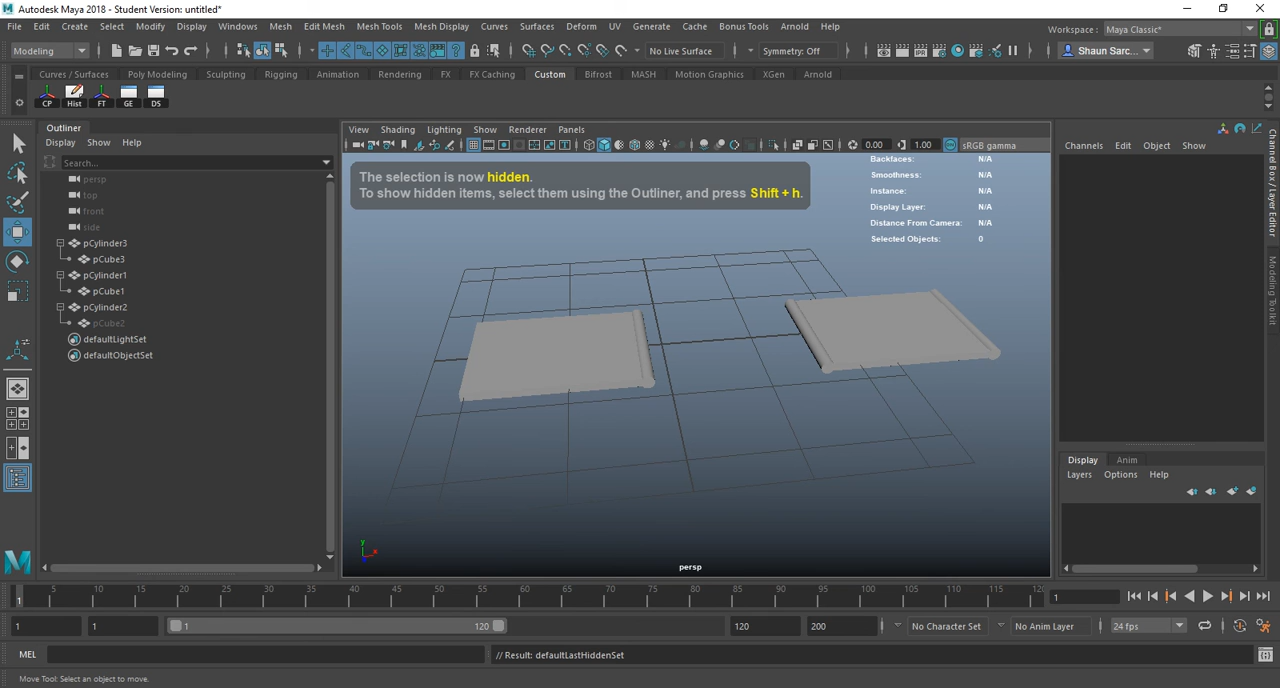 Autodesk Maya 2018 - Student Version: untitled*
File Edit Create Select Modify Display Windows Mesh Edit Mesh Mesh Tools Mesh Display Curves Surfaces Deform UV Generate Cache Bonus Tools Arnold Help
Workspace : Maya Classic*
Modeling No Live Surface Symmetry: Off Shaun Sarc...
Curves / Surfaces Poly Modeling Sculpting Rigging Animation Rendering FX FX Caching Custom Bifrost MASH Motion Graphics XGen Arnold
CP Hist FT GE DS
Outliner
Display Show Help
Search...
persp
top
front
side
pCylinder3
pCube3
pCylinder1
pCube1
pCylinder2
pCube2
defaultLightSet
defaultObjectSet
View Shading Lighting Show Renderer Panels
0.00 1.00 sRGB gamma
The selection is now hidden.
To show hidden items, select them using the Outliner, and press Shift + h.
Backfaces: N/A
Smoothness: N/A
Instance: N/A
Display Layer: N/A
Distance From Camera: N/A
Selected Objects: 0
y
x
persp
Channels Edit Object Show
Channel Box / Layer Editor
Modeling Toolkit
Display Anim
Layers Options Help
5 10 15 20 25 30 35 40 45 50 55 60 65 70 75 80 85 90 95 100 105 110 115 120
1 1
1 1 1 120 120 200 No Character Set No Anim Layer 24 fps
MEL // Result: defaultLastHiddenSet
Move Tool: Select an object to move.